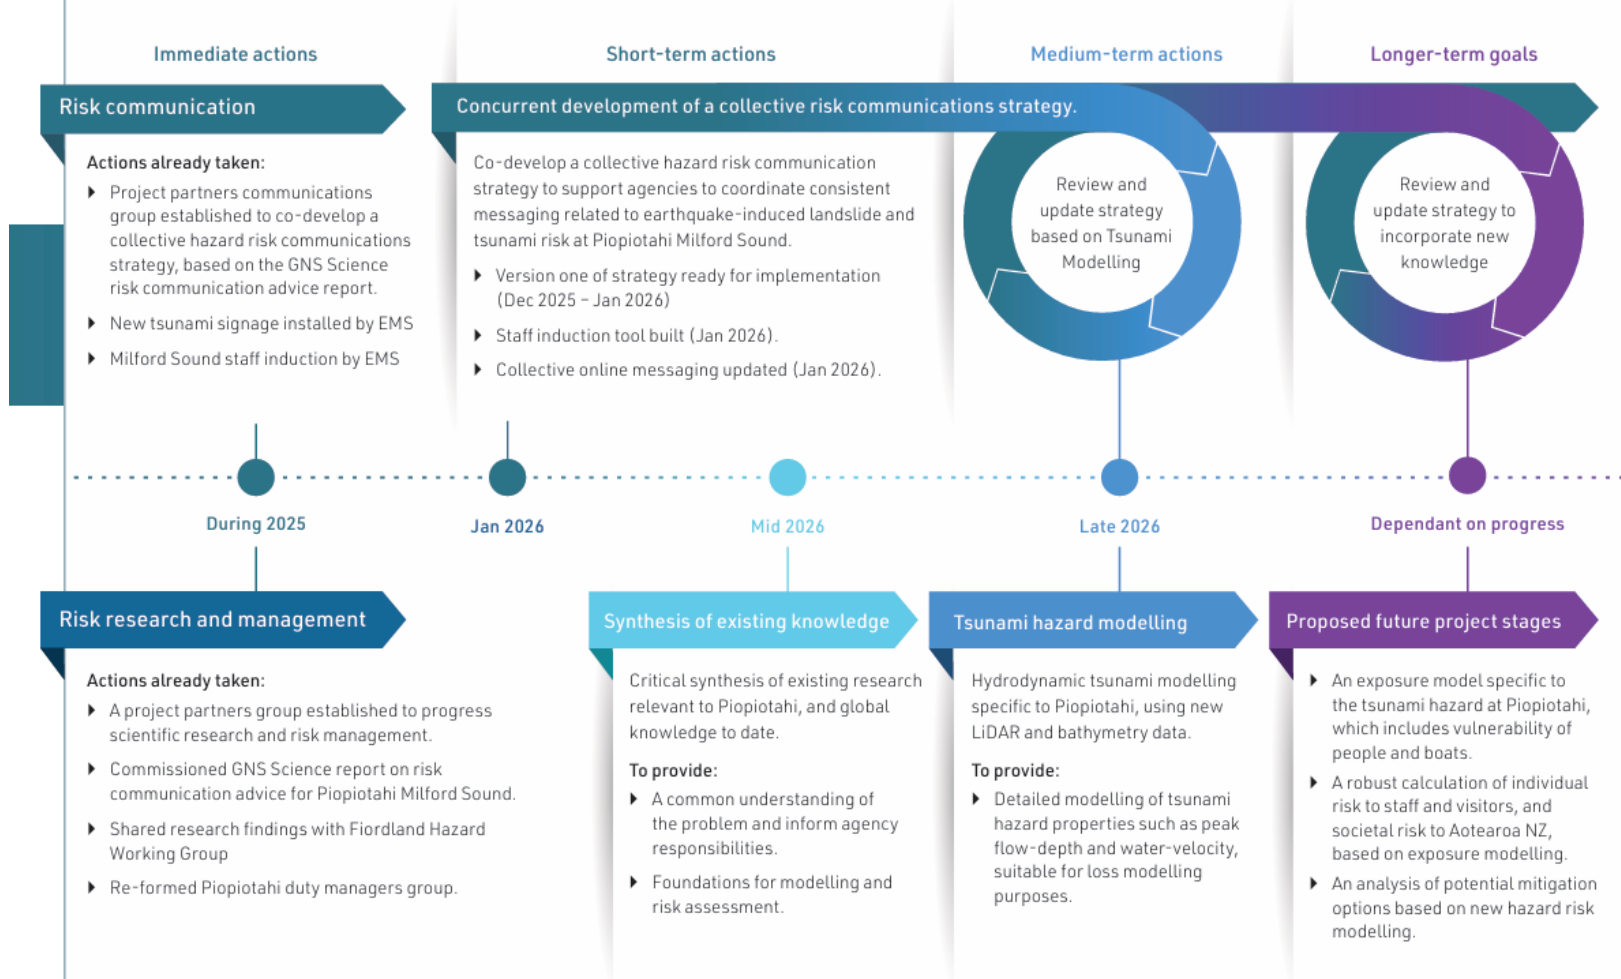 Immediate actions
Short-term actions
Medium-term actions
Longer-term goals
Risk communication
Concurrent development of a collective risk communications strategy.
Actions already taken:
Project partners communications
group established to co-develop a
collective hazard risk communications
strategy, based on the GNS Science
risk communication advice report.
New tsunami signage installed by EMS
Milford Sound staff induction by EMS
Co-develop a collective hazard risk communication
strategy to support agencies to coordinate consistent
messaging related to earthquake-induced landslide and
tsunami risk at Piopiotahi Milford Sound.
Version one of strategy ready for implementation
(Dec 2025 – Jan 2026)
Staff induction tool built (Jan 2026).
Collective online messaging updated (Jan 2026).
Review and
update strategy
based on Tsunami
Modelling
Review and
update strategy to
incorporate new
knowledge
During 2025
Jan 2026
Mid 2026
Late 2026
Dependant on progress
Risk research and management
Actions already taken:
A project partners group established to progress
scientific research and risk management.
Commissioned GNS Science report on risk
communication advice for Piopiotahi Milford Sound.
Shared research findings with Fiordland Hazard
Working Group
Re-formed Piopiotahi duty managers group.
Synthesis of existing knowledge
Critical synthesis of existing research
relevant to Piopiotahi, and global
knowledge to date.
To provide:
A common understanding of
the problem and inform agency
responsibilities.
Foundations for modelling and
risk assessment.
Tsunami hazard modelling
Hydrodynamic tsunami modelling
specific to Piopiotahi, using new
LiDAR and bathymetry data.
To provide:
Detailed modelling of tsunami
hazard properties such as peak
flow-depth and water-velocity,
suitable for loss modelling
purposes.
Proposed future project stages
An exposure model specific to
the tsunami hazard at Piopiotahi,
which includes vulnerability of
people and boats.
A robust calculation of individual
risk to staff and visitors, and
societal risk to Aotearoa NZ,
based on exposure modelling.
An analysis of potential mitigation
options based on new hazard risk
modelling.